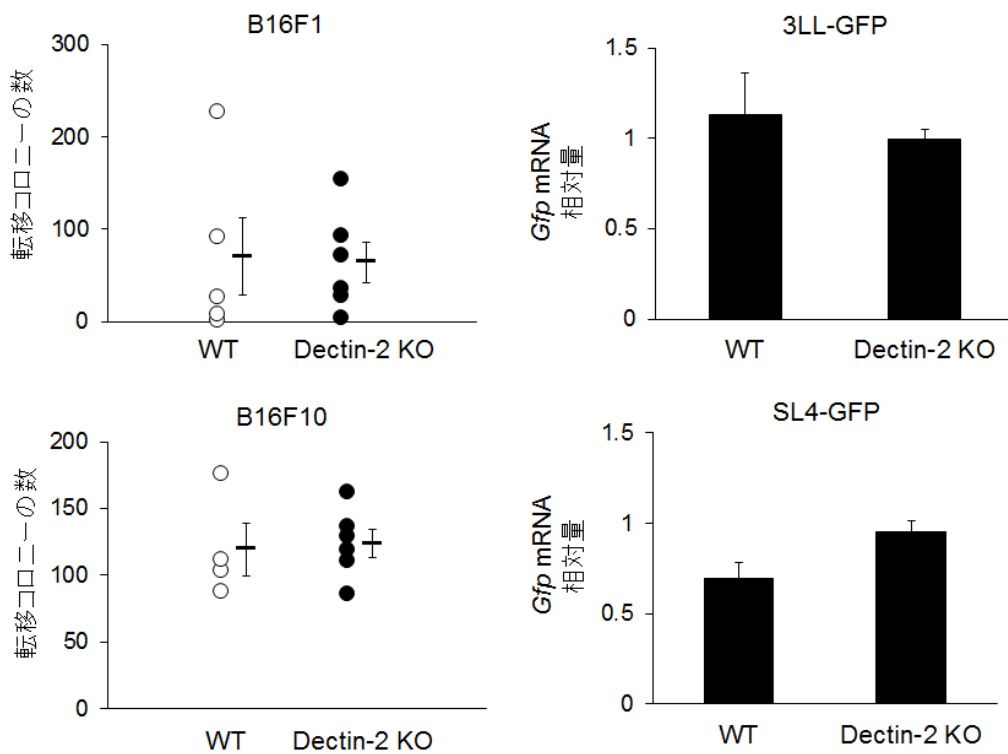 B16F1
転移コロニーの数
300
200
100
0
WT
Dectin-2 KO
3LL-GFP
Gfp mRNA
相対量
1.5
1
0.5
0
WT
Dectin-2 KO
B16F10
転移コロニーの数
200
150
100
50
0
WT
Dectin-2 KO
SL4-GFP
Gfp mRNA
相対量
1.5
1
0.5
0
WT
Dectin-2 KO